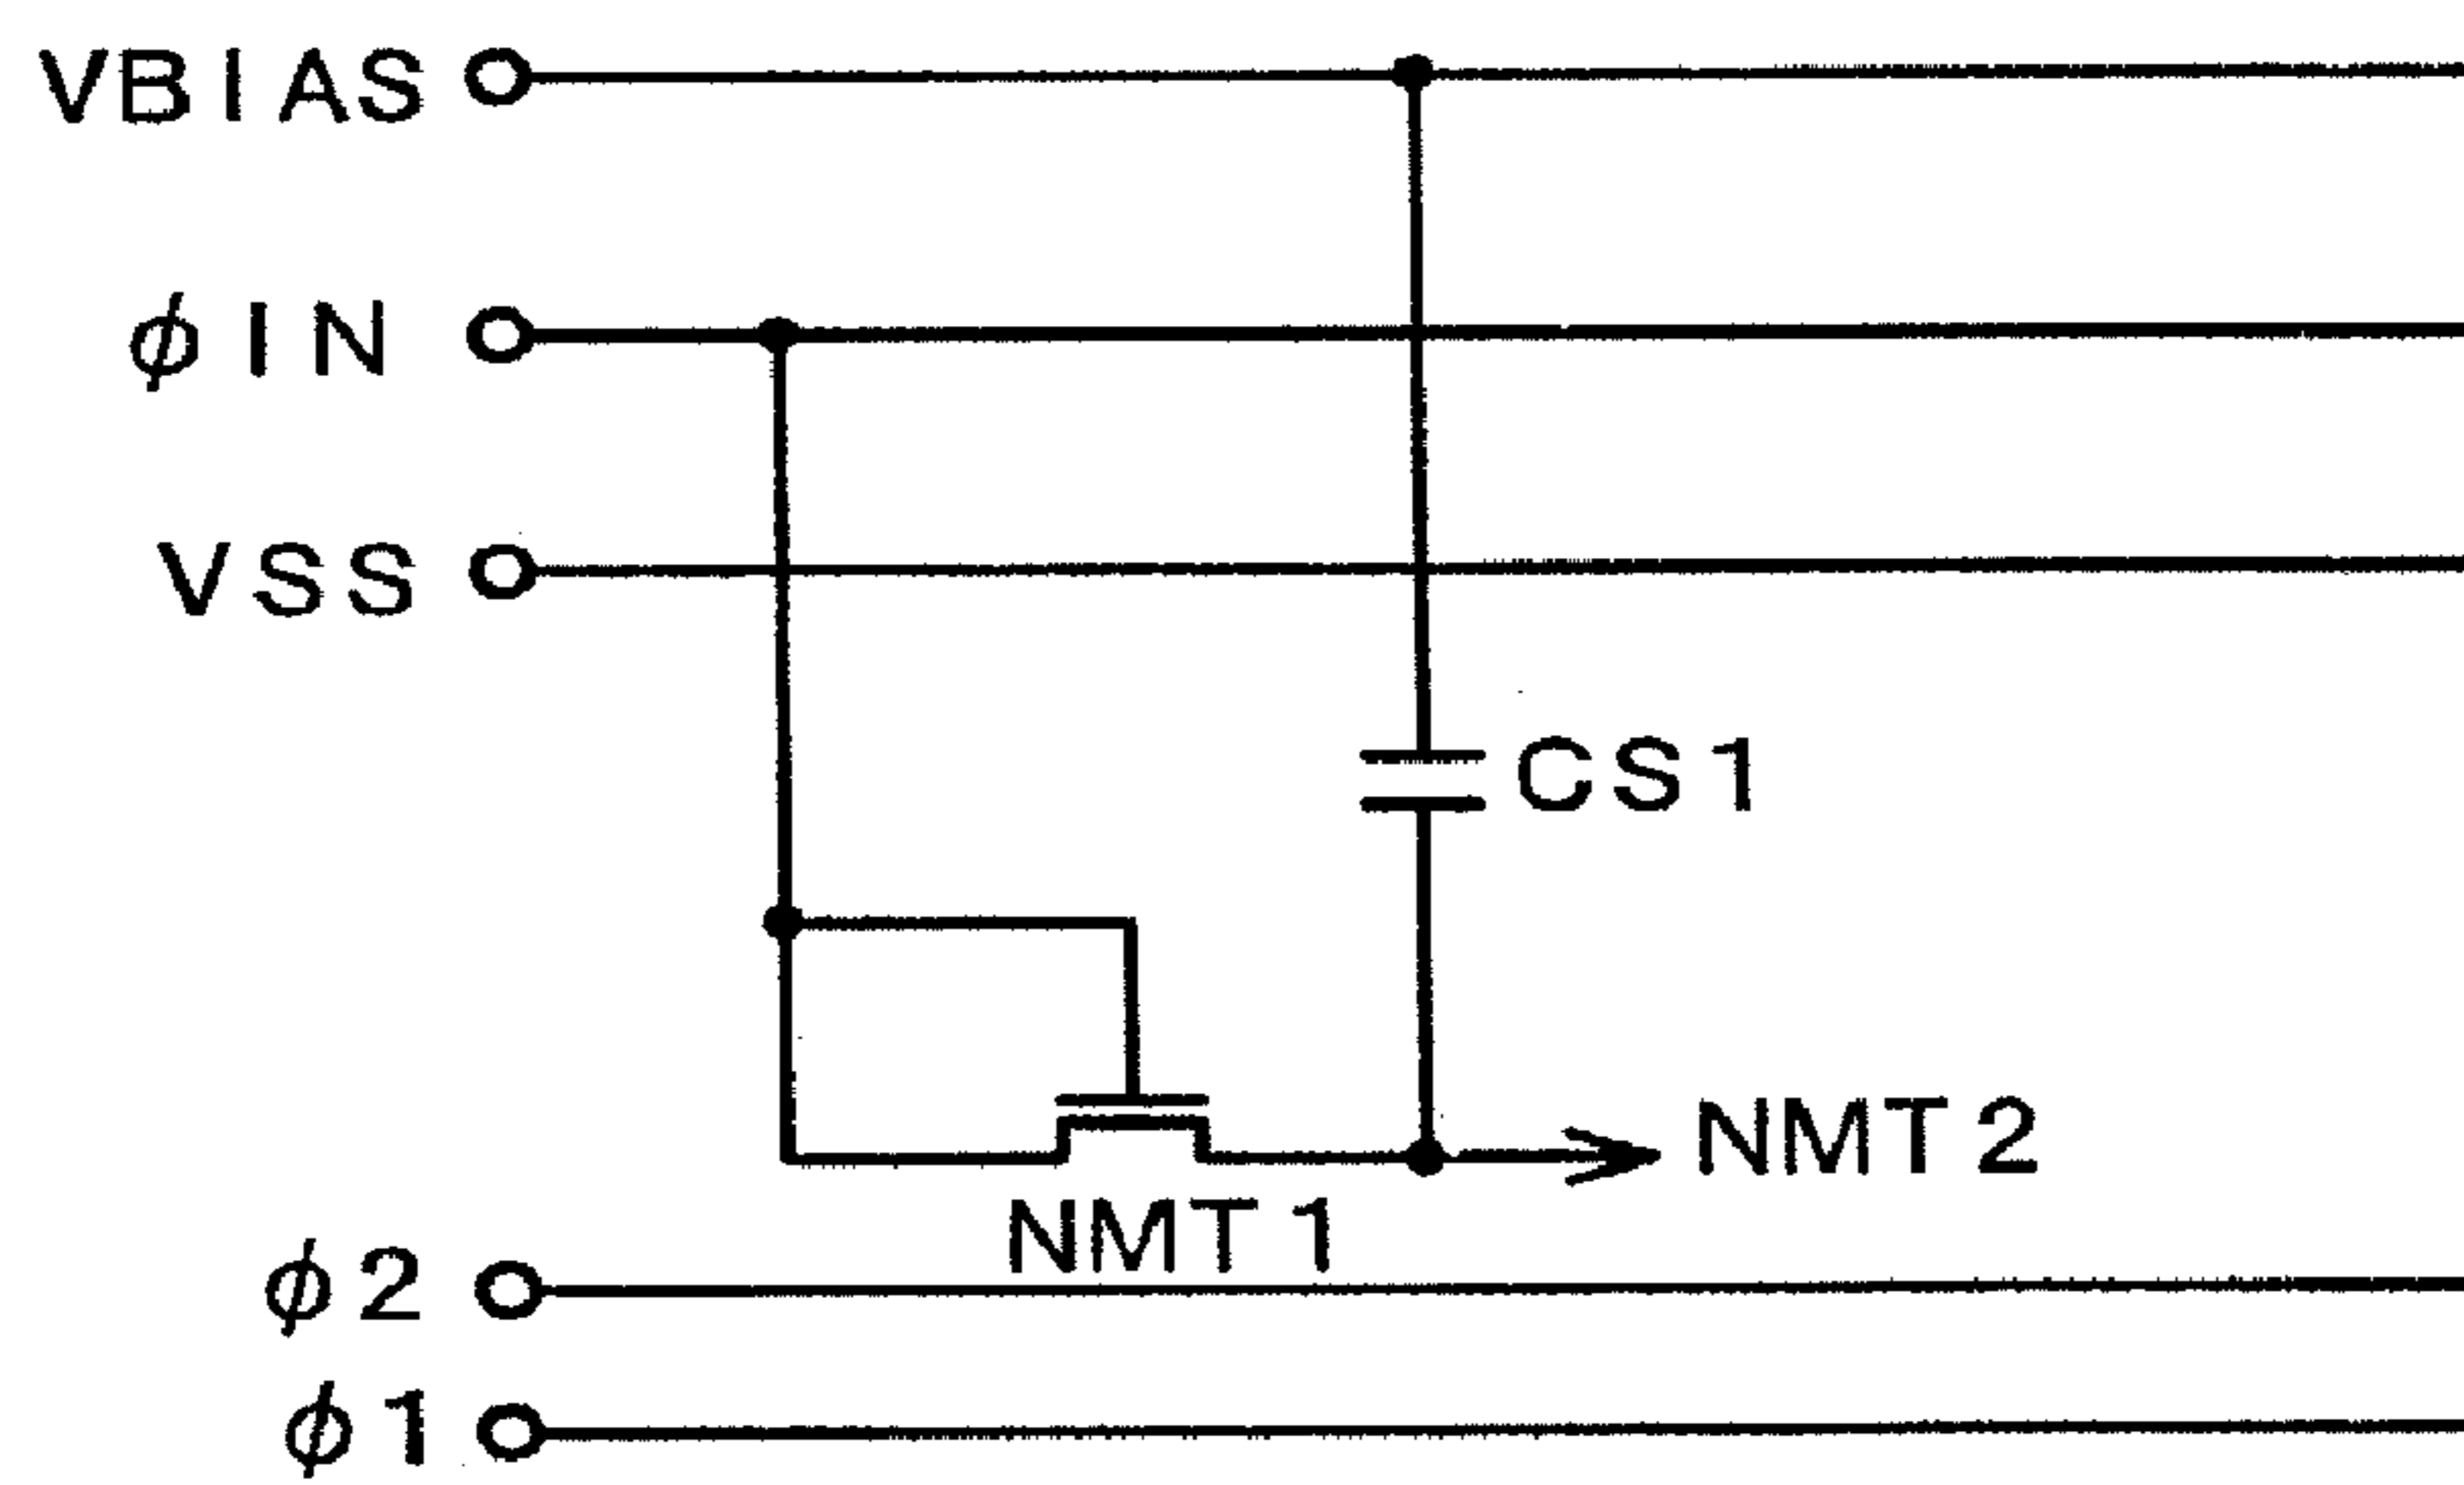 VBIAS
φIN
VSS
CS1
NMT2
NMT1
φ2
φ1